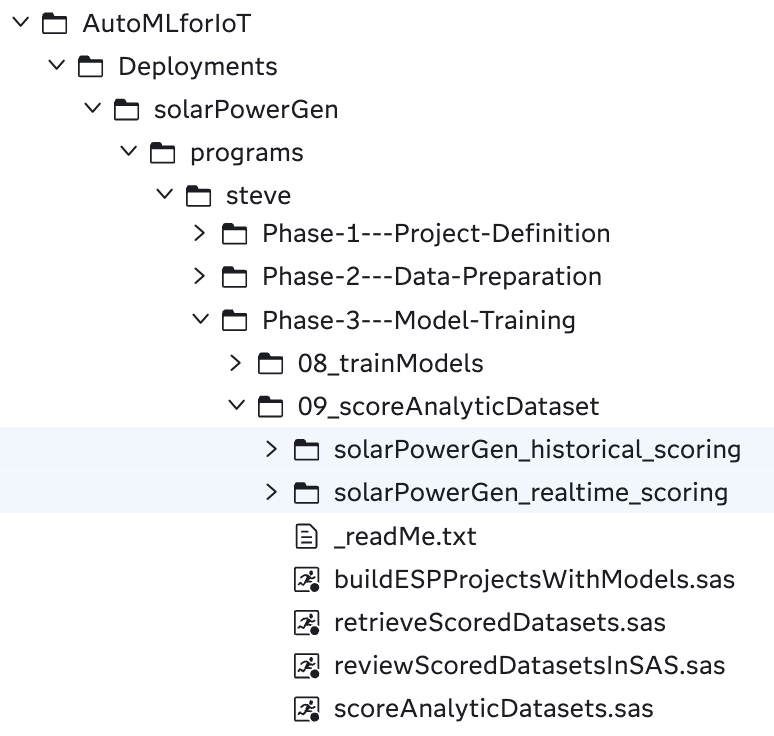 AutoMLforIoT
Deployments
solarPowerGen
programs
steve
Phase-1---Project-Definition
Phase-2---Data-Preparation
Phase-3---Model-Training
08_trainModels
09_scoreAnalyticDataset
solarPowerGen_historical_scoring
solarPowerGen_realtime_scoring
_readMe.txt
buildESPProjectsWithModels.sas
retrieveScoredDatasets.sas
reviewScoredDatasetsInSAS.sas
scoreAnalyticDatasets.sas